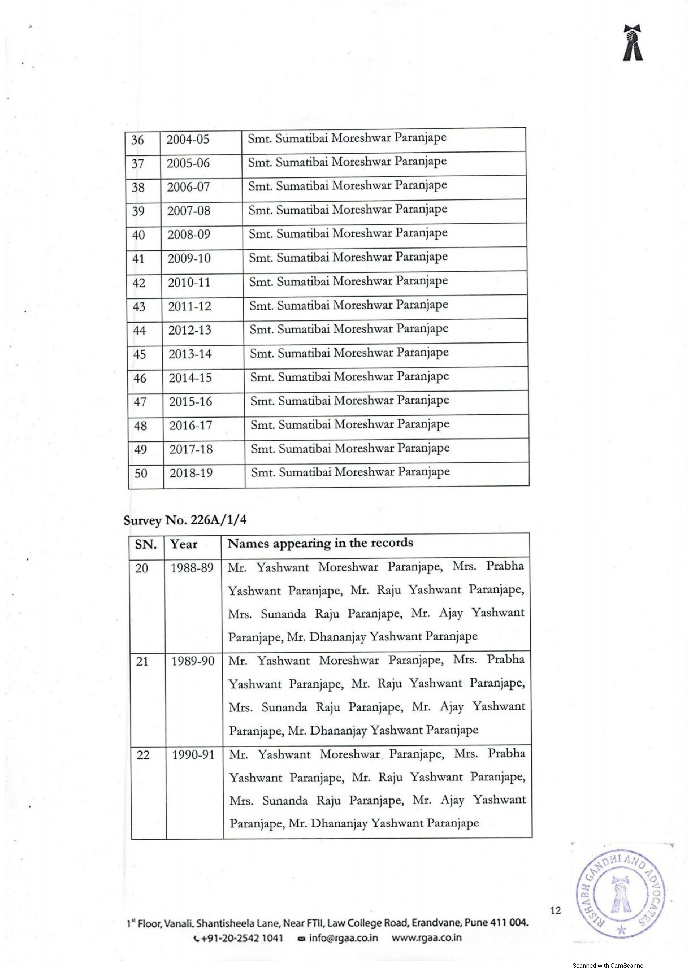 36 2004-05 Smt. Sumatibai Moreshwar Paranjape
37 2005-06 Smt. Sumatibai Moreshwar Paranjape
38 2006-07 Smt. Sumatibai Moreshwar Paranjape
39 2007-08 Smt. Sumatibai Moreshwar Paranjape
40 2008-09 Smt. Sumatibai Moreshwar Paranjape
41 2009-10 Smt. Sumatibai Moreshwar Paranjape
42 2010-11 Smt. Sumatibai Moreshwar Paranjape
43 2011-12 Smt. Sumatibai Moreshwar Paranjape
44 2012-13 Smt. Sumatibai Moreshwar Paranjape
45 2013-14 Smt. Sumatibai Moreshwar Paranjape
46 2014-15 Smt. Sumatibai Moreshwar Paranjape
47 2015-16 Smt. Sumatibai Moreshwar Paranjape
48 2016-17 Smt. Sumatibai Moreshwar Paranjape
49 2017-18 Smt. Sumatibai Moreshwar Paranjape
50 2018-19 Smt. Sumatibai Moreshwar Paranjape
Survey No. 226A/1/4
SN. Year Names appearing in the records
20 1988-89 Mr. Yashwant Moreshwar Paranjape, Mrs. Prabha
Yashwant Paranjape, Mr. Raju Yashwant Paranjape,
Mrs. Sunanda Raju Paranjape, Mr. Ajay Yashwant
Paranjape, Mr. Dhananjay Yashwant Paranjape
21 1989-90 Mr. Yashwant Moreshwar Paranjape, Mrs. Prabha
Yashwant Paranjape, Mr. Raju Yashwant Paranjape,
Mrs. Sunanda Raju Paranjape, Mr. Ajay Yashwant
Paranjape, Mr. Dhananjay Yashwant Paranjape
22 1990-91 Mr. Yashwant Moreshwar Paranjape, Mrs. Prabha
Yashwant Paranjape, Mr. Raju Yashwant Paranjape,
Mrs. Sunanda Raju Paranjape, Mr. Ajay Yashwant
Paranjape, Mr. Dhananjay Yashwant Paranjape
RISHABH GANDHI AND ADVOCATES
12
1st Floor, Vanali. Shantisheela Lane, Near FTII, Law College Road, Erandvane, Pune 411 004.
+91-20-2542 1041 info@rgaa.co.in www.rgaa.co.in
Scanned with CamScanner